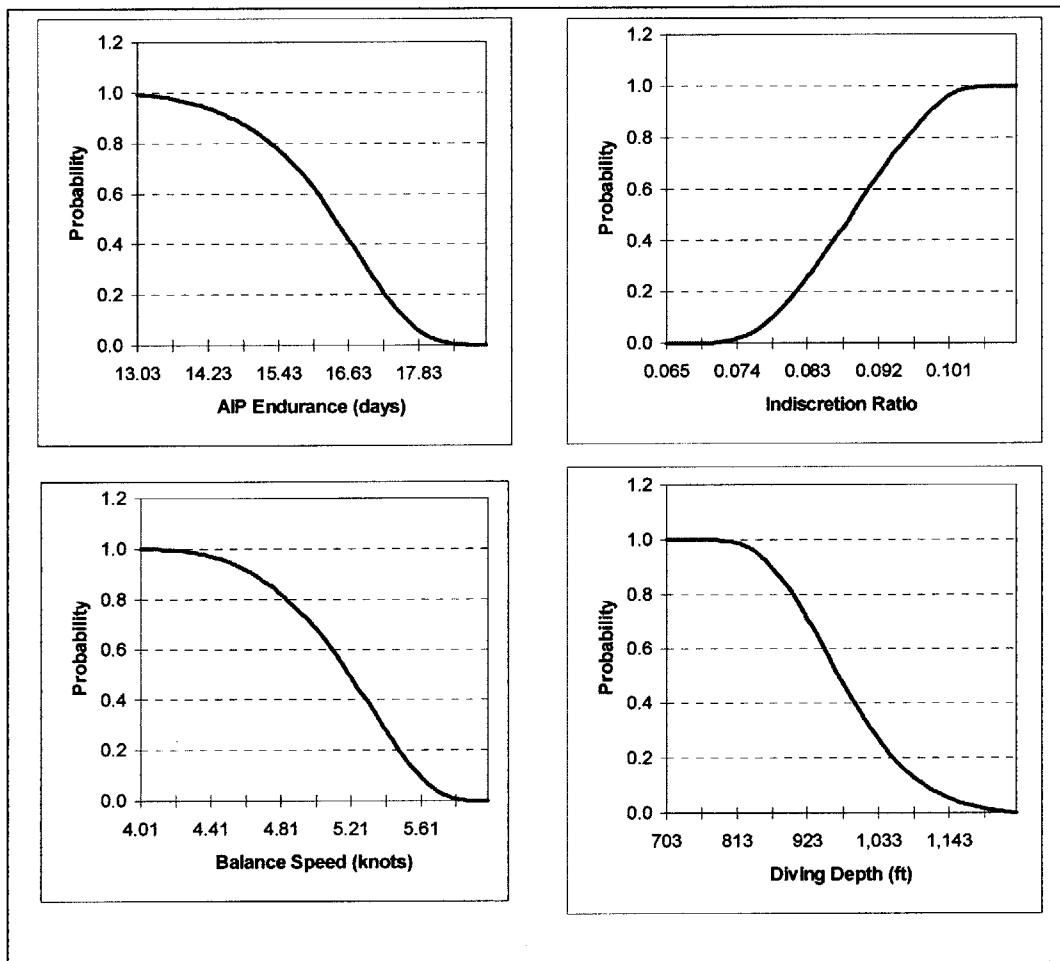 1.2
1.0
0.8
0.6
0.4
0.2
0.0
Probability
13.03 14.23 15.43 16.63 17.83
AIP Endurance (days)
1.2
1.0
0.8
0.6
0.4
0.2
0.0
Probability
0.065 0.074 0.083 0.092 0.101
Indiscretion Ratio
1.2
1.0
0.8
0.6
0.4
0.2
0.0
Probability
4.01 4.41 4.81 5.21 5.61
Balance Speed (knots)
1.2
1.0
0.8
0.6
0.4
0.2
0.0
Probability
703 813 923 1,033 1,143
Diving Depth (ft)